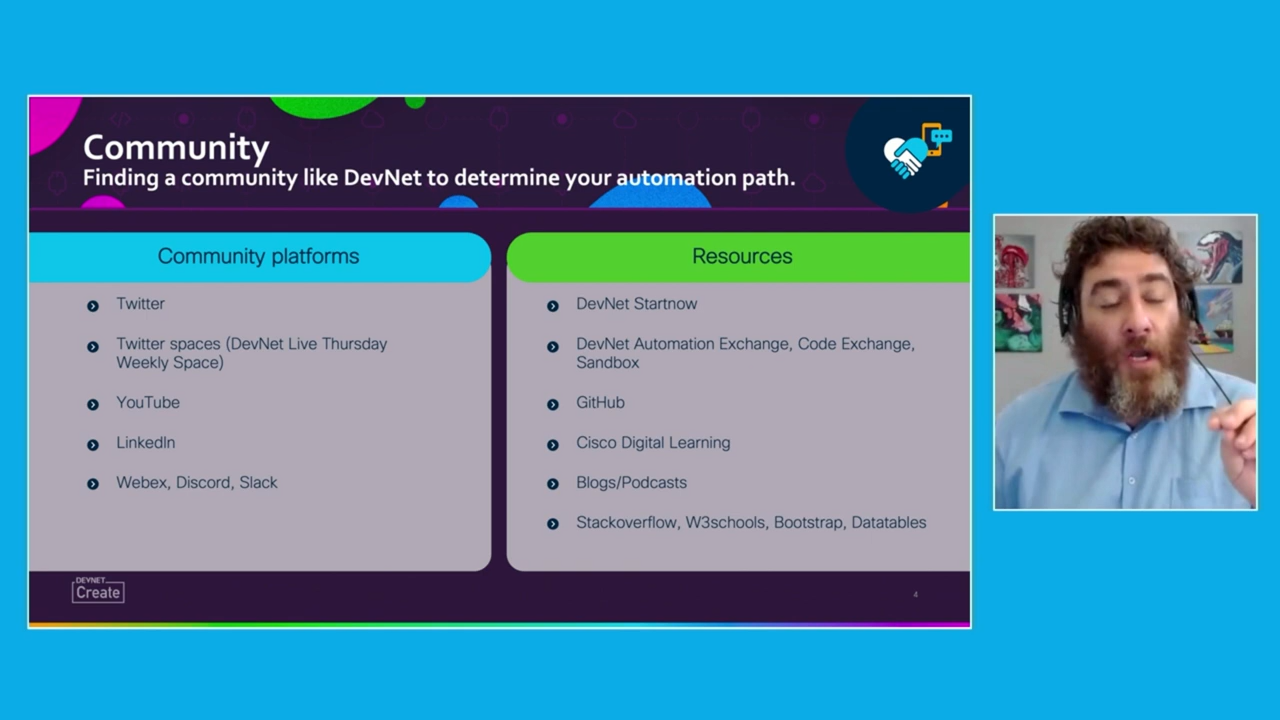 Community
Finding a community like DevNet to determine your automation path.
Community platforms
Twitter
Twitter spaces (DevNet Live Thursday
Weekly Space)
YouTube
LinkedIn
Webex, Discord, Slack
Resources
DevNet Startnow
DevNet Automation Exchange, Code Exchange,
Sandbox
GitHub
Cisco Digital Learning
Blogs/Podcasts
Stackoverflow, W3schools, Bootstrap, Datatables
DEVNET
Create
4